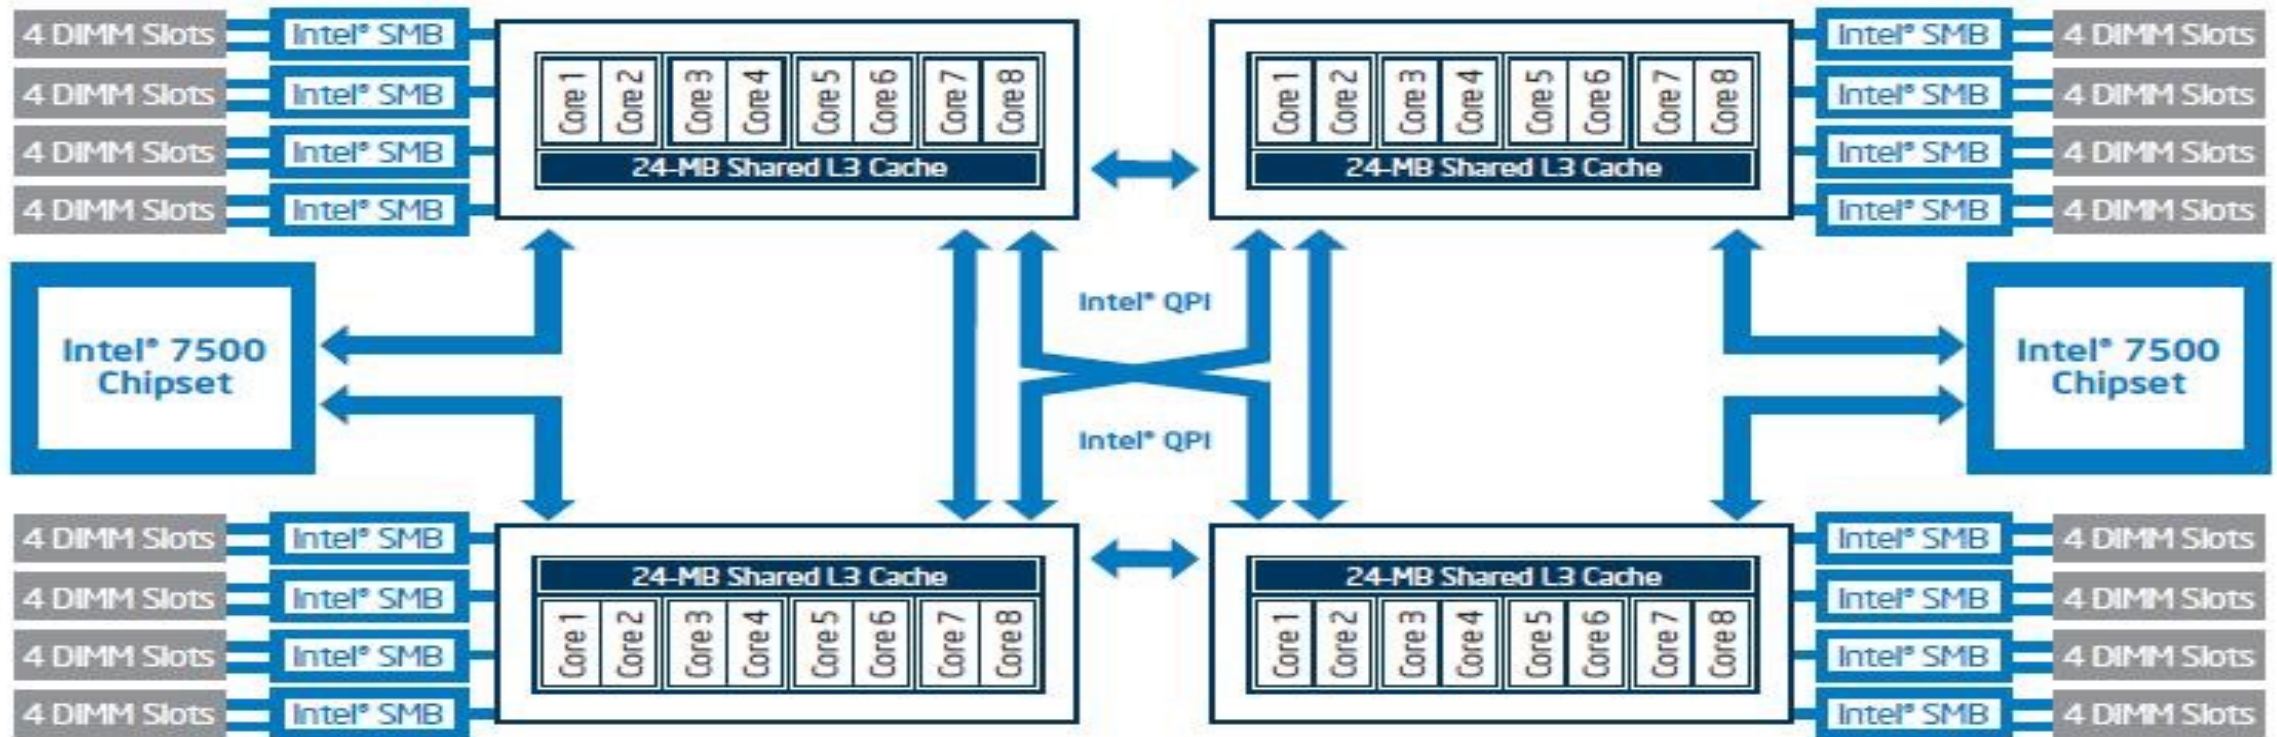 4 DIMM Slots Intel® SMB
4 DIMM Slots Intel® SMB
4 DIMM Slots Intel® SMB
4 DIMM Slots Intel® SMB
Core 1 Core 2 Core 3 Core 4 Core 5 Core 6 Core 7 Core 8
24-MB Shared L3 Cache
Core 1 Core 2 Core 3 Core 4 Core 5 Core 6 Core 7 Core 8
24-MB Shared L3 Cache
Intel® SMB 4 DIMM Slots
Intel® SMB 4 DIMM Slots
Intel® SMB 4 DIMM Slots
Intel® SMB 4 DIMM Slots
Intel® 7500
Chipset
Intel® QPI
Intel® QPI
Intel® 7500
Chipset
4 DIMM Slots Intel® SMB
4 DIMM Slots Intel® SMB
4 DIMM Slots Intel® SMB
4 DIMM Slots Intel® SMB
24-MB Shared L3 Cache
Core 1 Core 2 Core 3 Core 4 Core 5 Core 6 Core 7 Core 8
24-MB Shared L3 Cache
Core 1 Core 2 Core 3 Core 4 Core 5 Core 6 Core 7 Core 8
Intel® SMB 4 DIMM Slots
Intel® SMB 4 DIMM Slots
Intel® SMB 4 DIMM Slots
Intel® SMB 4 DIMM Slots